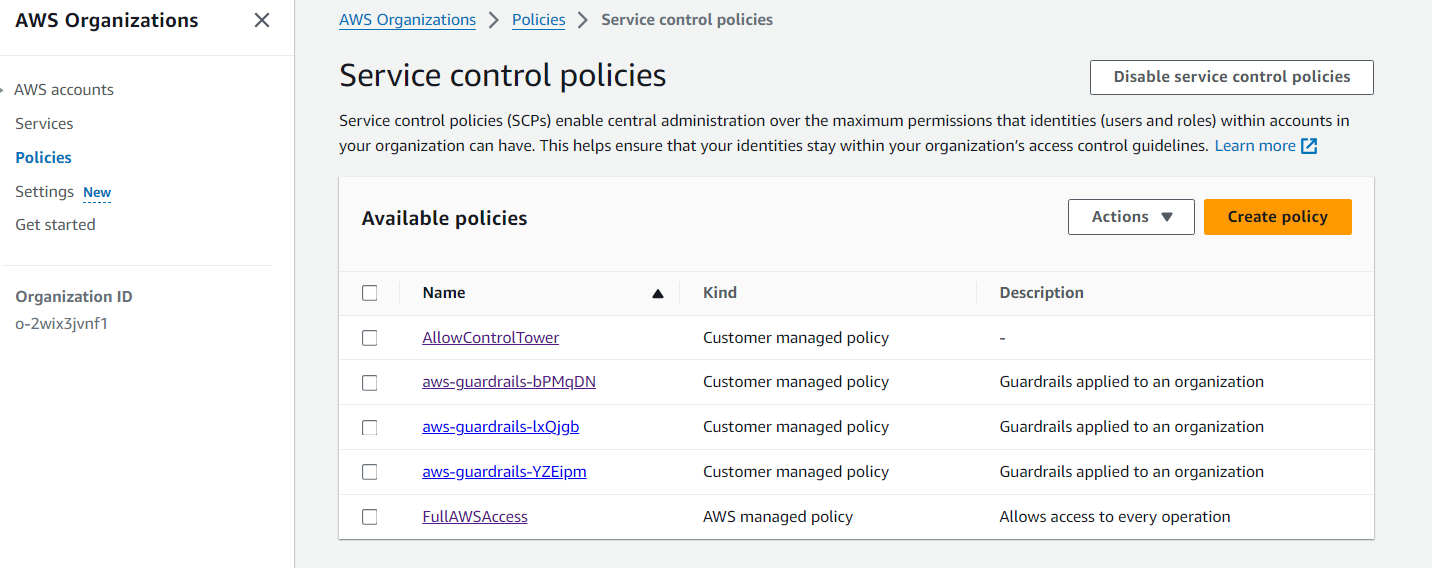 AWS Organizations
AWS accounts
Services
Policies
Settings New
Get started
Organization ID
o-2wix3jvnf1
AWS Organizations > Policies > Service control policies
Service control policies
Disable service control policies
Service control policies (SCPs) enable central administration over the maximum permissions that identities (users and roles) within accounts in
your organization can have. This helps ensure that your identities stay within your organization's access control guidelines. Learn more
Available policies
Actions
Create policy
Name Kind Description
AllowControlTower Customer managed policy -
aws-guardrails-bPMqDN Customer managed policy Guardrails applied to an organization
aws-guardrails-lxQjgb Customer managed policy Guardrails applied to an organization
aws-guardrails-YZEipm Customer managed policy Guardrails applied to an organization
FullAWSAccess AWS managed policy Allows access to every operation